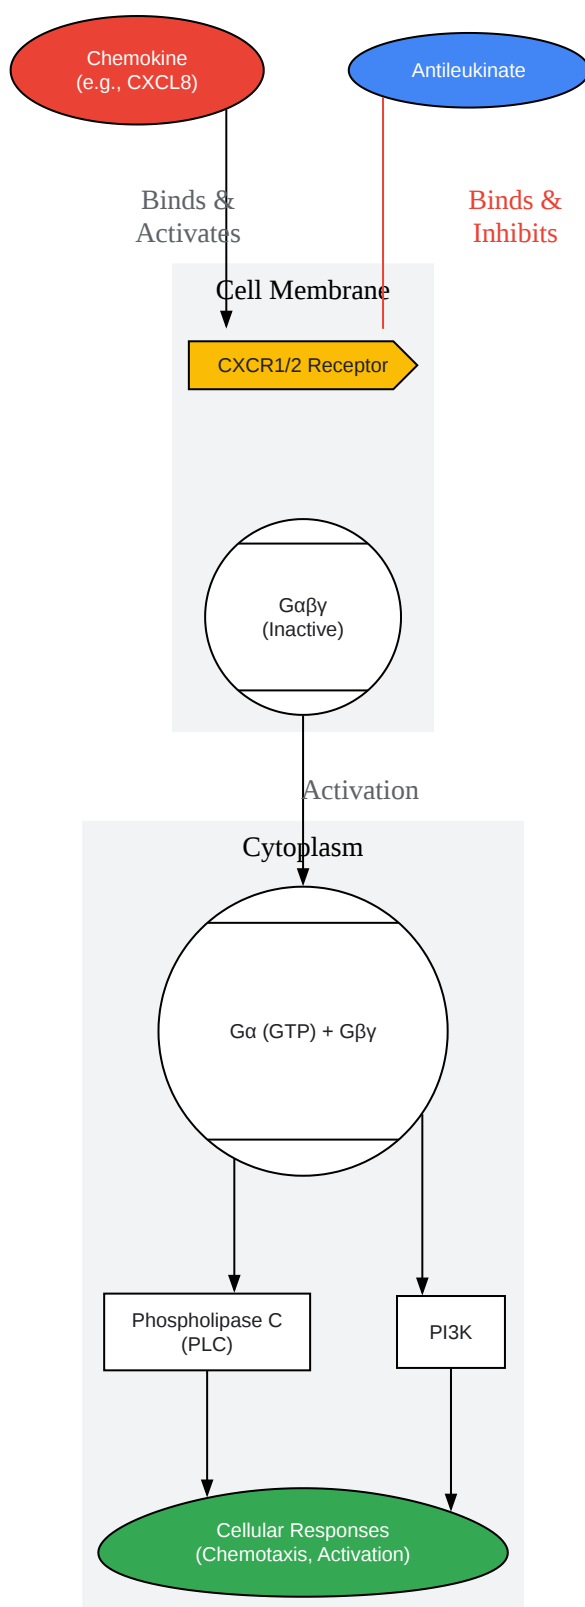 Chemokine
(e.g., CXCL8)
Antileukinate
Binds &
Activates
Binds &
Inhibits
Cell Membrane
CXCR1/2 Receptor
Gαβγ
(Inactive)
Activation
Cytoplasm
Gα (GTP) + Gβγ
Phospholipase C
(PLC)
PI3K
Cellular Responses
(Chemotaxis, Activation)